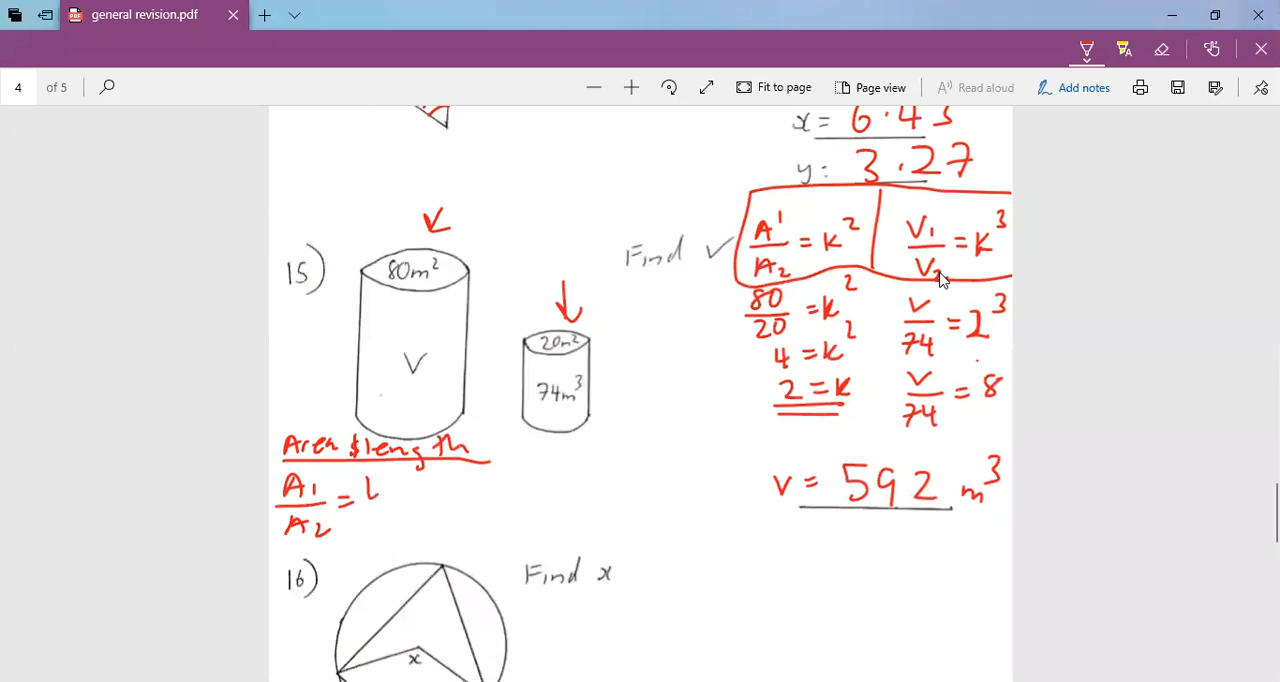 general revision.pdf
4 of 5
Fit to page
Page view
Read aloud
Add notes
x = 6.43
y: 3.27
15)
80m²
V
20m²
74m³
Find V
A1/A2 = K²
V1/V2 = K³
80/20 = K²
4 = K²
2 = K
V/74 = 2³
V/74 = 8
V = 592 m³
Area & length
A1/A2 = L
16)
Find x
x